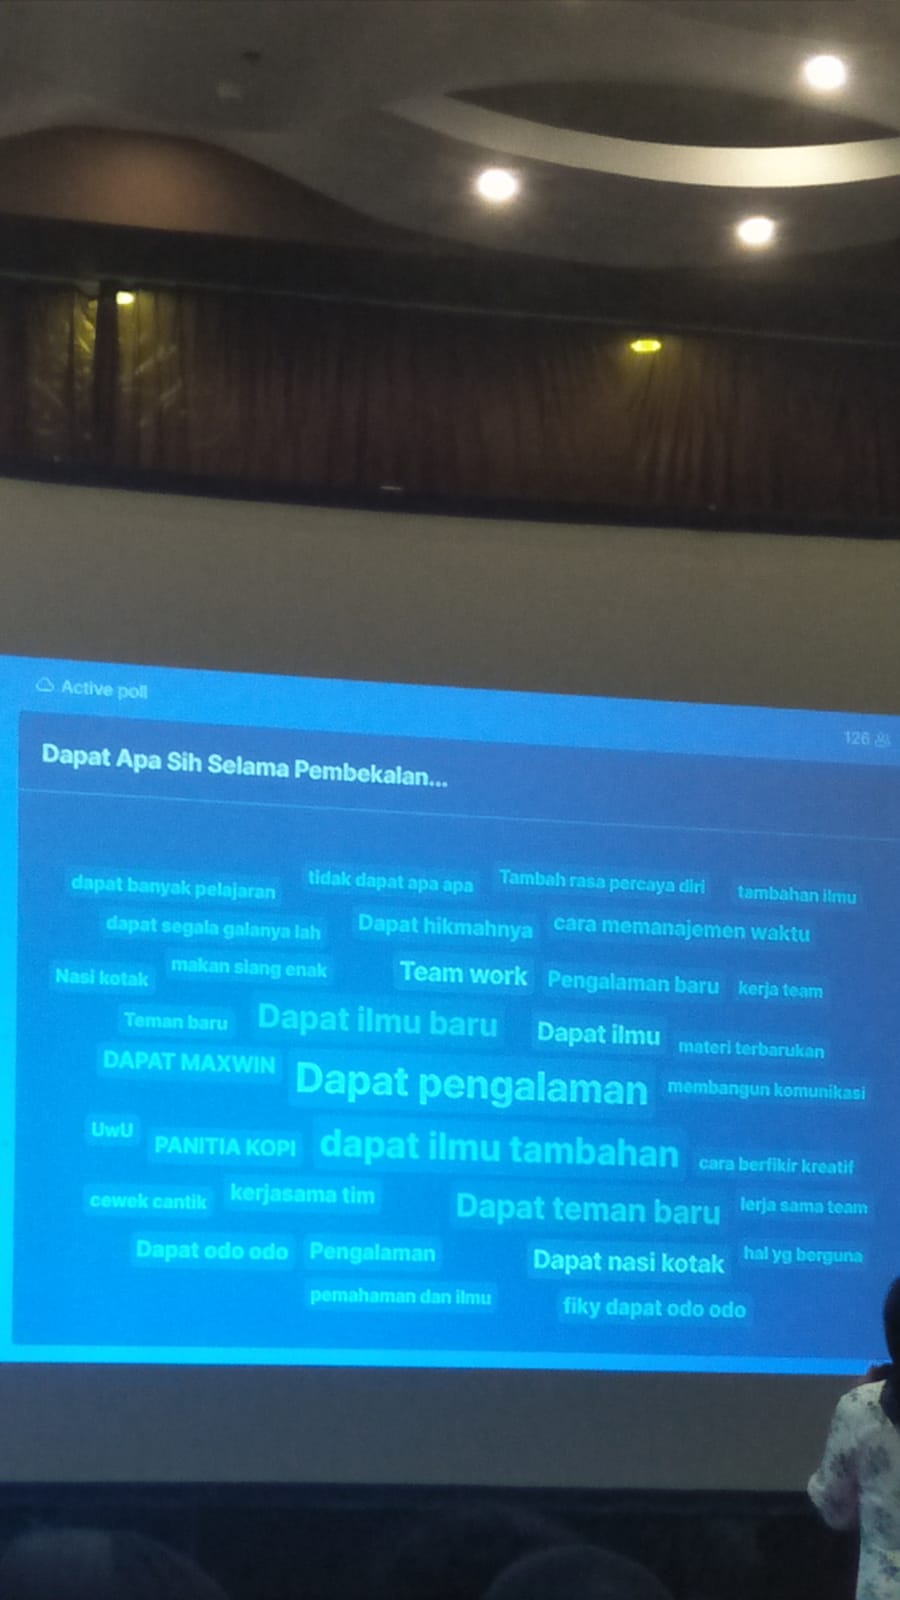 Active poll
126
Dapat Apa Sih Selama Pembekalan...
dapat banyak pelajaran
tidak dapat apa apa
Tambah rasa percaya diri
tambahan ilmu
dapat segala galanya lah
Dapat hikmahnya
cara memanajemen waktu
Nasi kotak
makan siang enak
Team work
Pengalaman baru
kerja team
Teman baru
Dapat ilmu baru
Dapat ilmu
materi terbarukan
DAPAT MAXWIN
Dapat pengalaman
membangun komunikasi
UwU
PANITIA KOPI
dapat ilmu tambahan
cara berfikir kreatif
cewek cantik
kerjasama tim
Dapat teman baru
lerja sama team
Dapat odo odo
Pengalaman
Dapat nasi kotak
hal yg berguna
pemahaman dan ilmu
fiky dapat odo odo